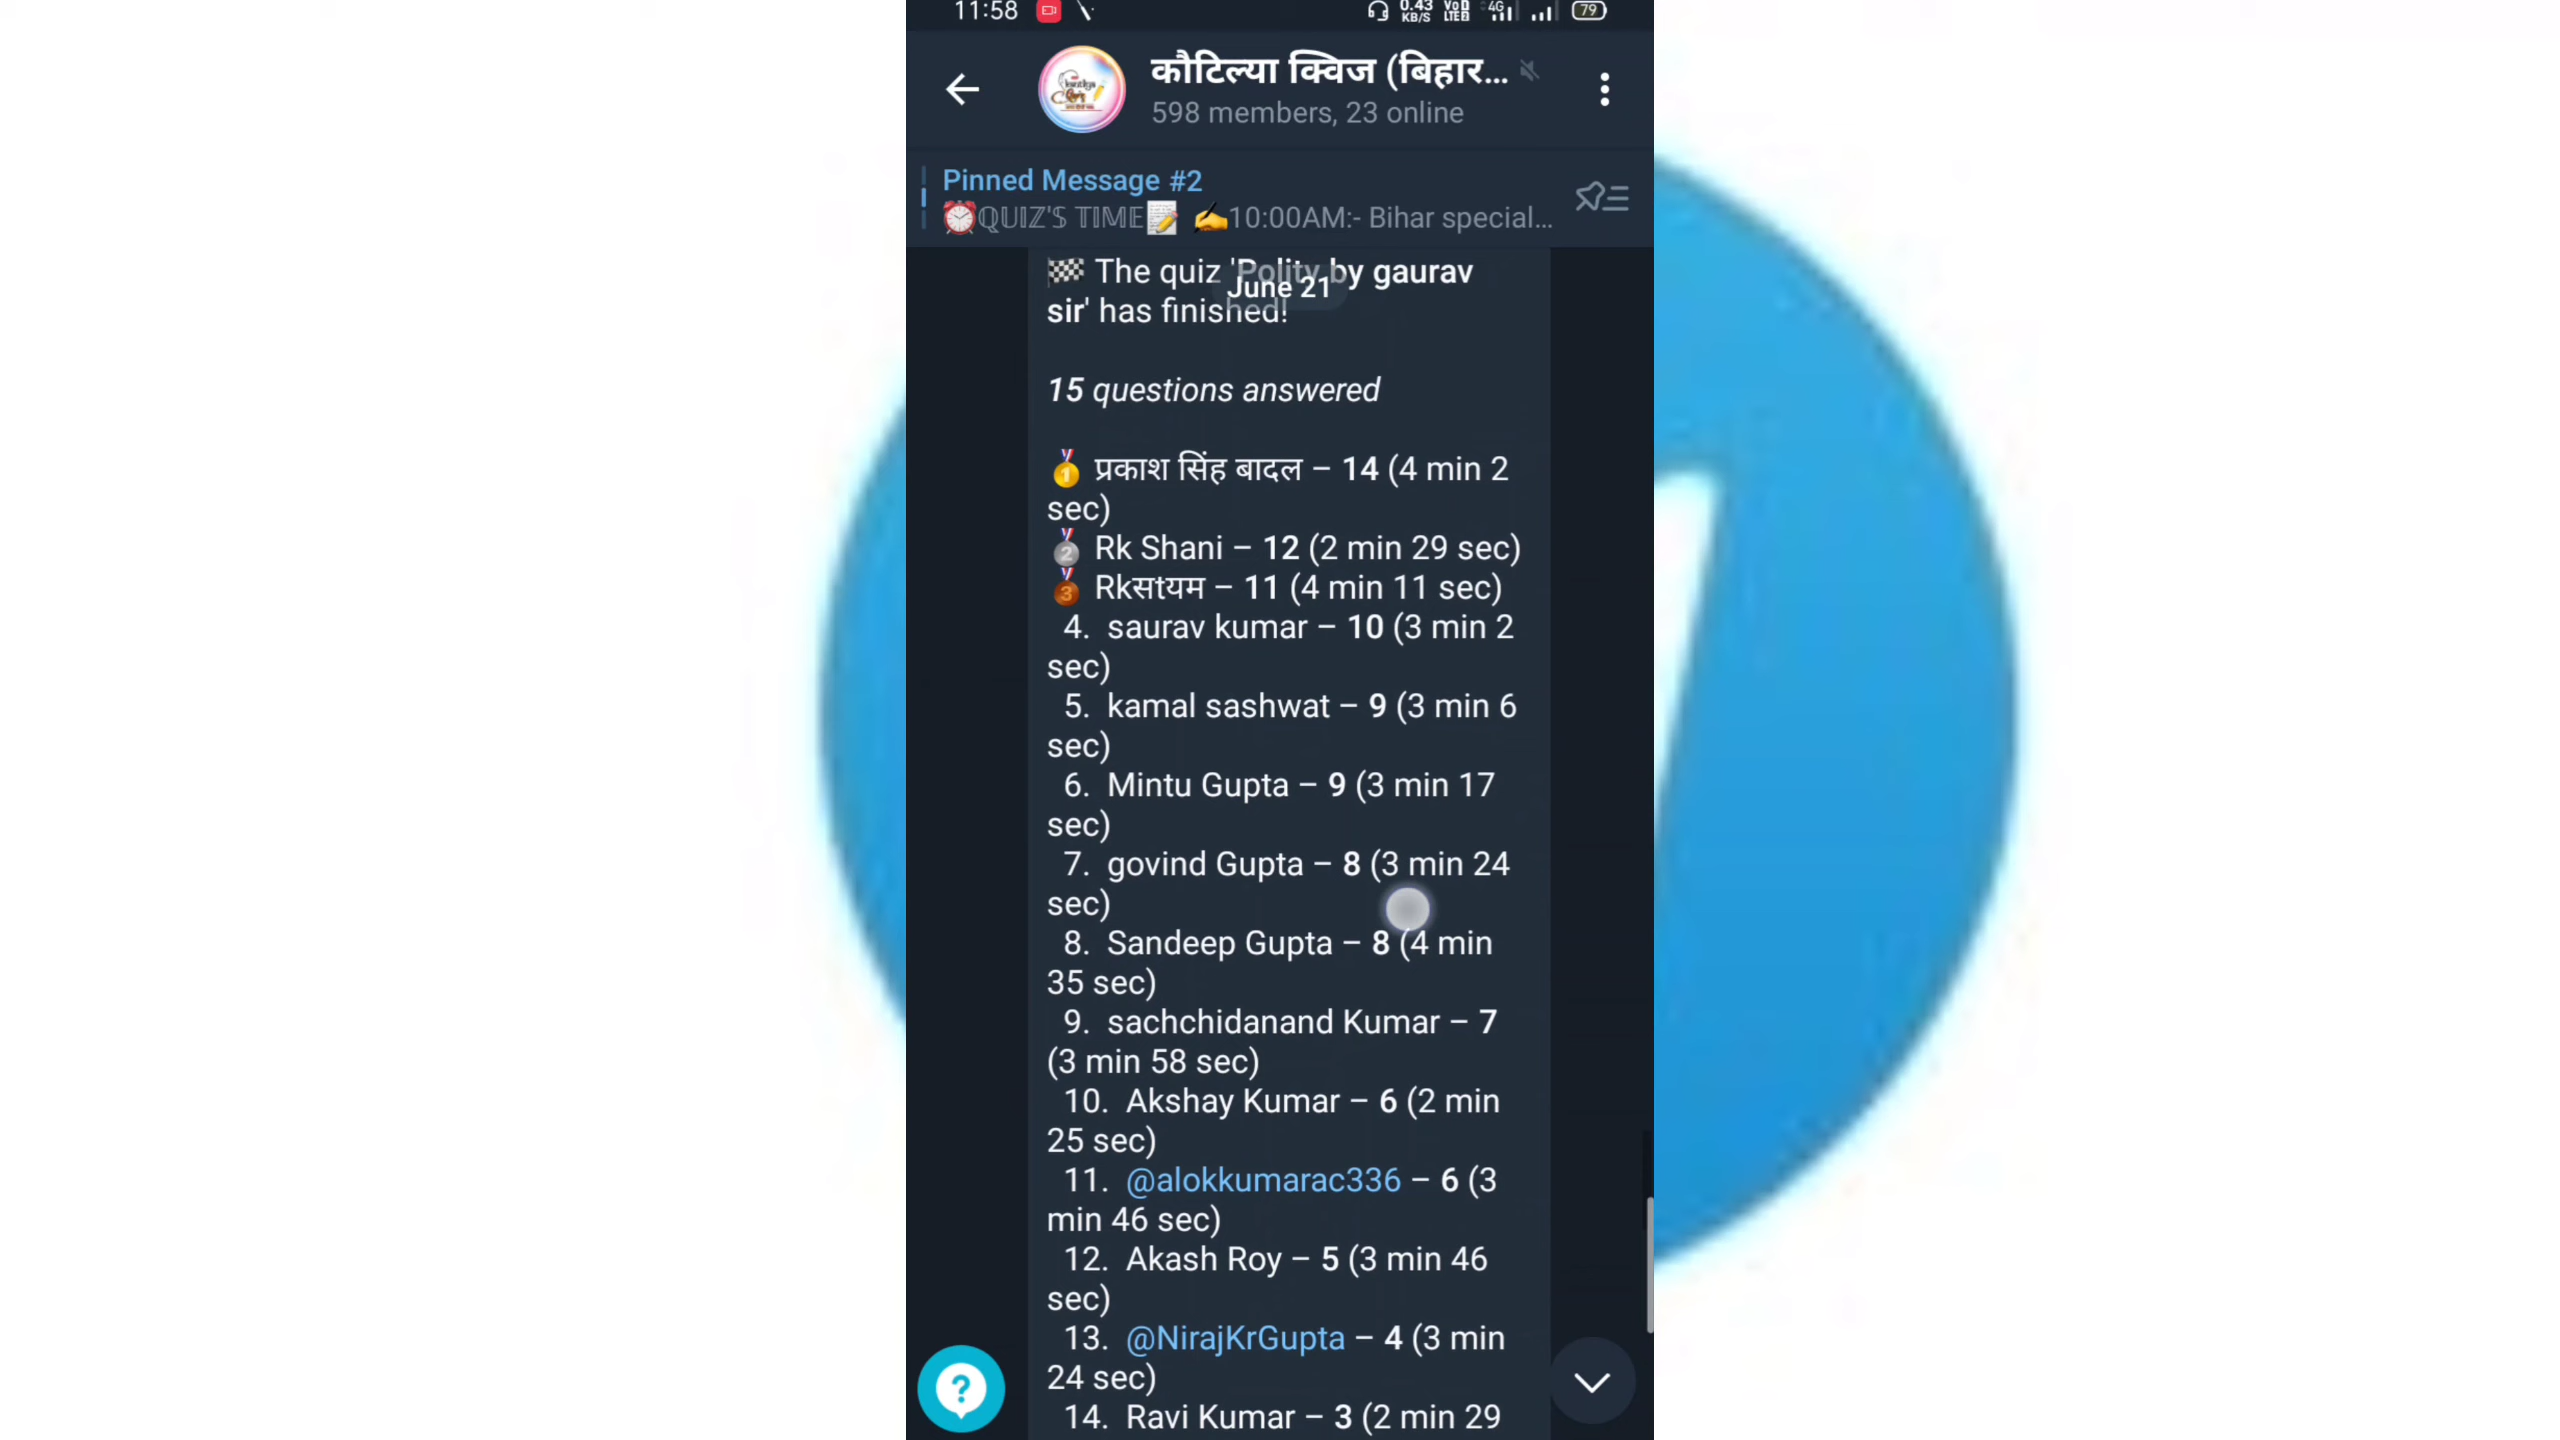 11:58
0.43 KB/S
4G
79
कौटिल्या क्विज (बिहार...
598 members, 23 online
Pinned Message #2
⏰QUIZ'S TIME📝 ✍10:00AM:- Bihar special...
🏁 The quiz 'Polity by gaurav
June 21
sir' has finished!
15 questions answered
🥇 प्रकाश सिंह बादल – 14 (4 min 2
sec)
🥈 Rk Shani – 12 (2 min 29 sec)
🥉 Rkसtयम – 11 (4 min 11 sec)
4. saurav kumar – 10 (3 min 2
sec)
5. kamal sashwat – 9 (3 min 6
sec)
6. Mintu Gupta – 9 (3 min 17
sec)
7. govind Gupta – 8 (3 min 24
sec)
8. Sandeep Gupta – 8 (4 min
35 sec)
9. sachchidanand Kumar – 7
(3 min 58 sec)
10. Akshay Kumar – 6 (2 min
25 sec)
11. @alokkumarac336 – 6 (3
min 46 sec)
12. Akash Roy – 5 (3 min 46
sec)
13. @NirajKrGupta – 4 (3 min
24 sec)
14. Ravi Kumar – 3 (2 min 29